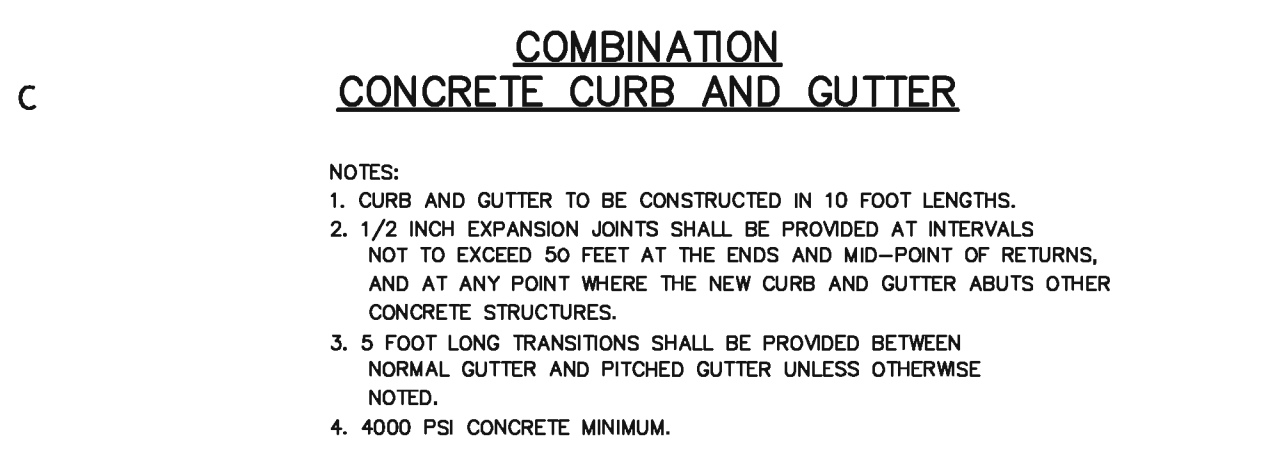 COMBINATION
CONCRETE CURB AND GUTTER
C
NOTES:
1. CURB AND GUTTER TO BE CONSTRUCTED IN 10 FOOT LENGTHS.
2. 1/2 INCH EXPANSION JOINTS SHALL BE PROVIDED AT INTERVALS
NOT TO EXCEED 50 FEET AT THE ENDS AND MID-POINT OF RETURNS,
AND AT ANY POINT WHERE THE NEW CURB AND GUTTER ABUTS OTHER
CONCRETE STRUCTURES.
3. 5 FOOT LONG TRANSITIONS SHALL BE PROVIDED BETWEEN
NORMAL GUTTER AND PITCHED GUTTER UNLESS OTHERWISE
NOTED.
4. 4000 PSI CONCRETE MINIMUM.